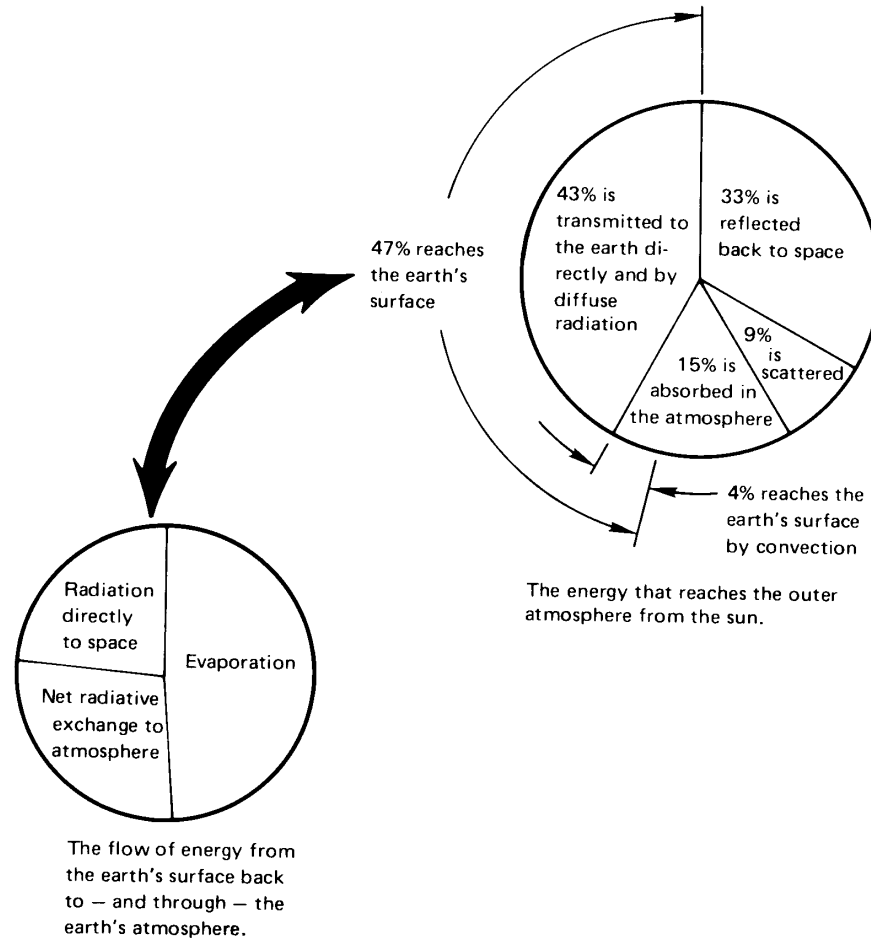 43% is
transmitted to
the earth di-
rectly and by
diffuse
radiation
33% is
reflected
back to space
9%
is
scattered
15% is
absorbed in
the atmosphere
47% reaches
the earth's
surface
4% reaches the
earth's surface
by convection
The energy that reaches the outer
atmosphere from the sun.
Radiation
directly
to space
Evaporation
Net radiative
exchange to
atmosphere
The flow of energy from
the earth's surface back
to — and through — the
earth's atmosphere.